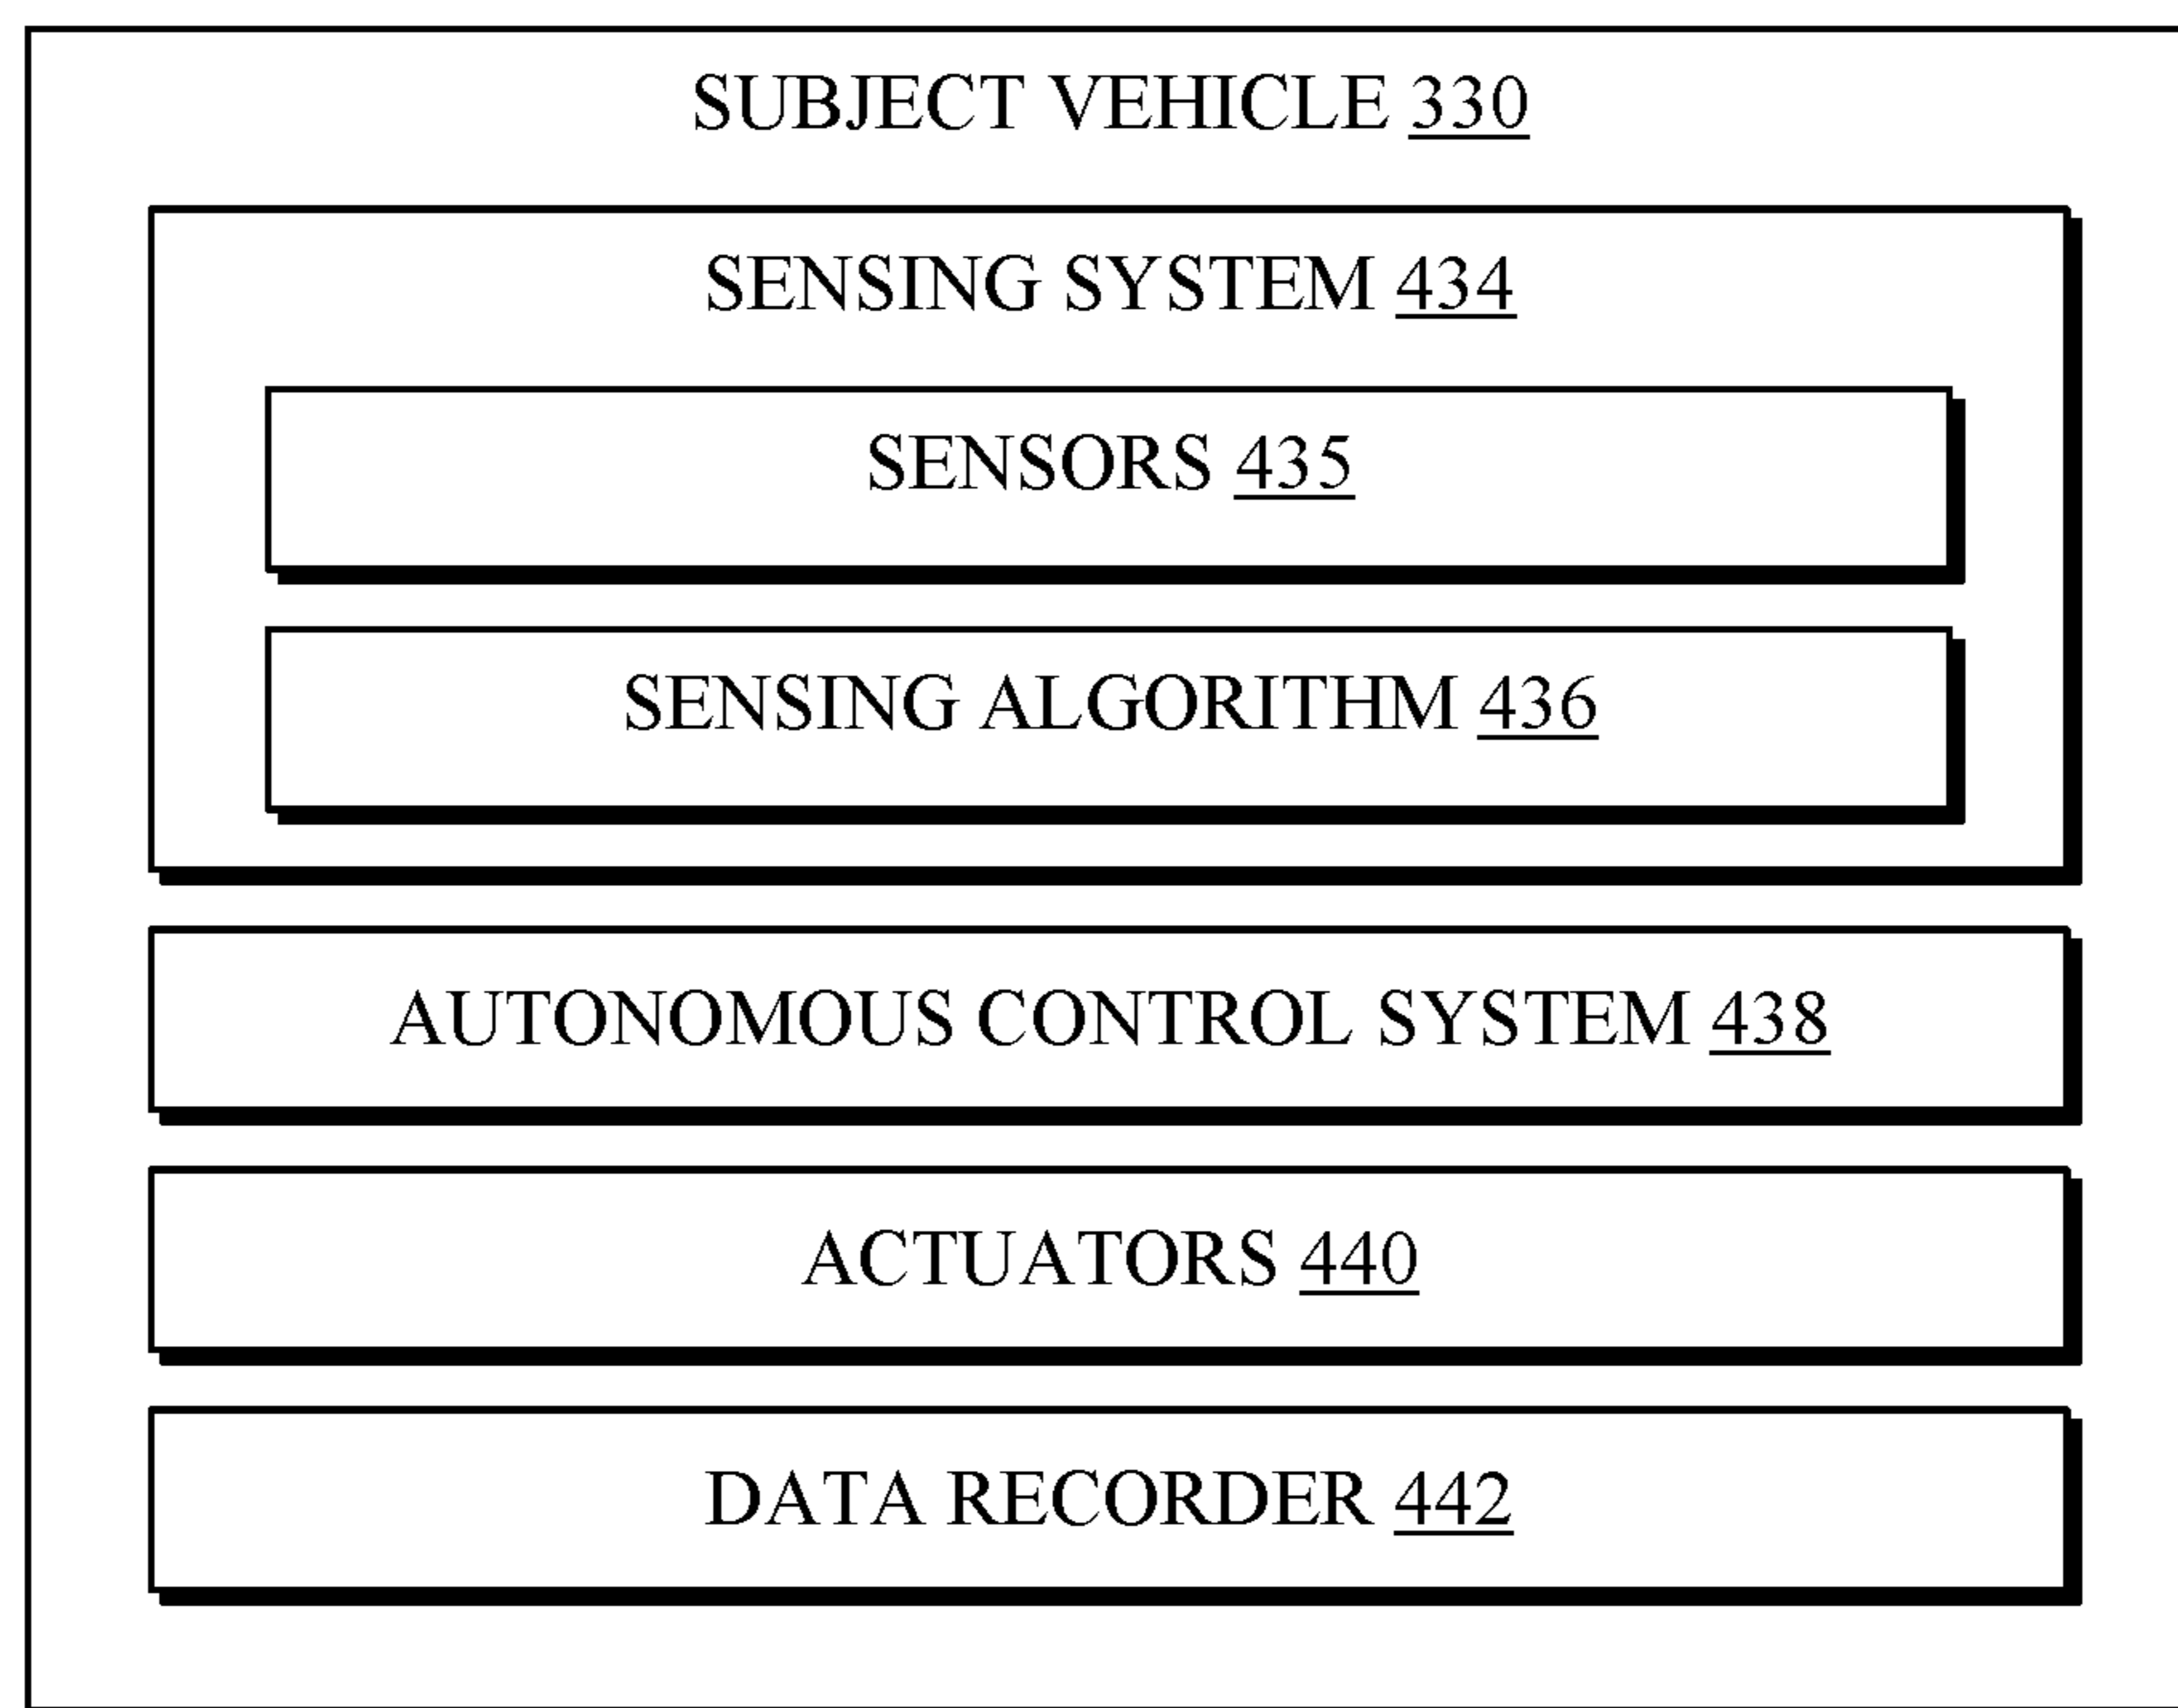 SUBJECT VEHICLE 330
SENSING SYSTEM 434
SENSORS 435
SENSING ALGORITHM 436
AUTONOMOUS CONTROL SYSTEM 438
ACTUATORS 440
DATA RECORDER 442